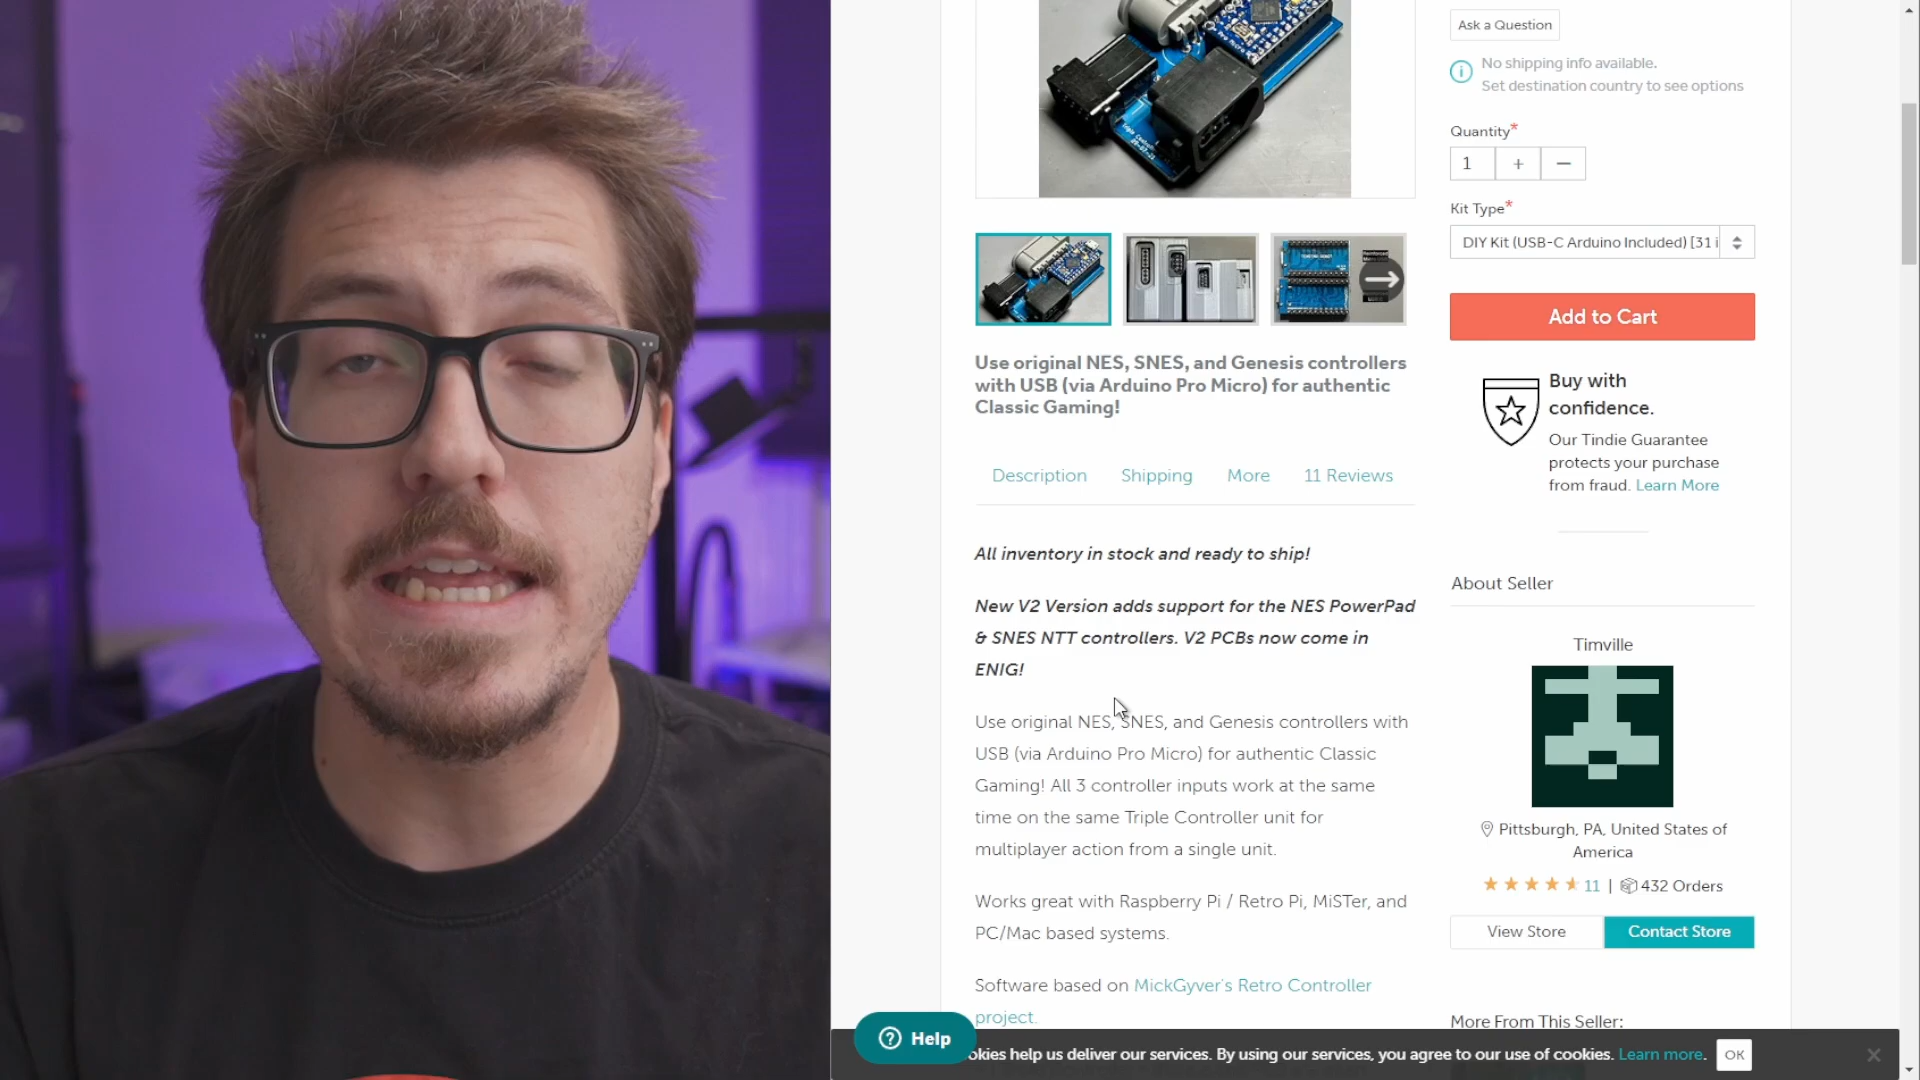 Ask a Question
No shipping info available.
Set destination country to see options
Quantity*
1 + −
Kit Type*
DIY Kit (USB-C Arduino Included) [31 i
Add to Cart
Use original NES, SNES, and Genesis controllers
with USB (via Arduino Pro Micro) for authentic
Classic Gaming!
Buy with
confidence.
Our Tindie Guarantee
protects your purchase
from fraud. Learn More
Description Shipping More 11 Reviews
All inventory in stock and ready to ship!
New V2 Version adds support for the NES PowerPad
& SNES NTT controllers. V2 PCBs now come in
ENIG!
Use original NES, SNES, and Genesis controllers with
USB (via Arduino Pro Micro) for authentic Classic
Gaming! All 3 controller inputs work at the same
time on the same Triple Controller unit for
multiplayer action from a single unit.
Works great with Raspberry Pi / Retro Pi, MiSTer, and
PC/Mac based systems.
Software based on MickGyver's Retro Controller
project.
About Seller
Timville
Pittsburgh, PA, United States of
America
11 | 432 Orders
View Store Contact Store
More From This Seller:
Help
okies help us deliver our services. By using our services, you agree to our use of cookies. Learn more. OK